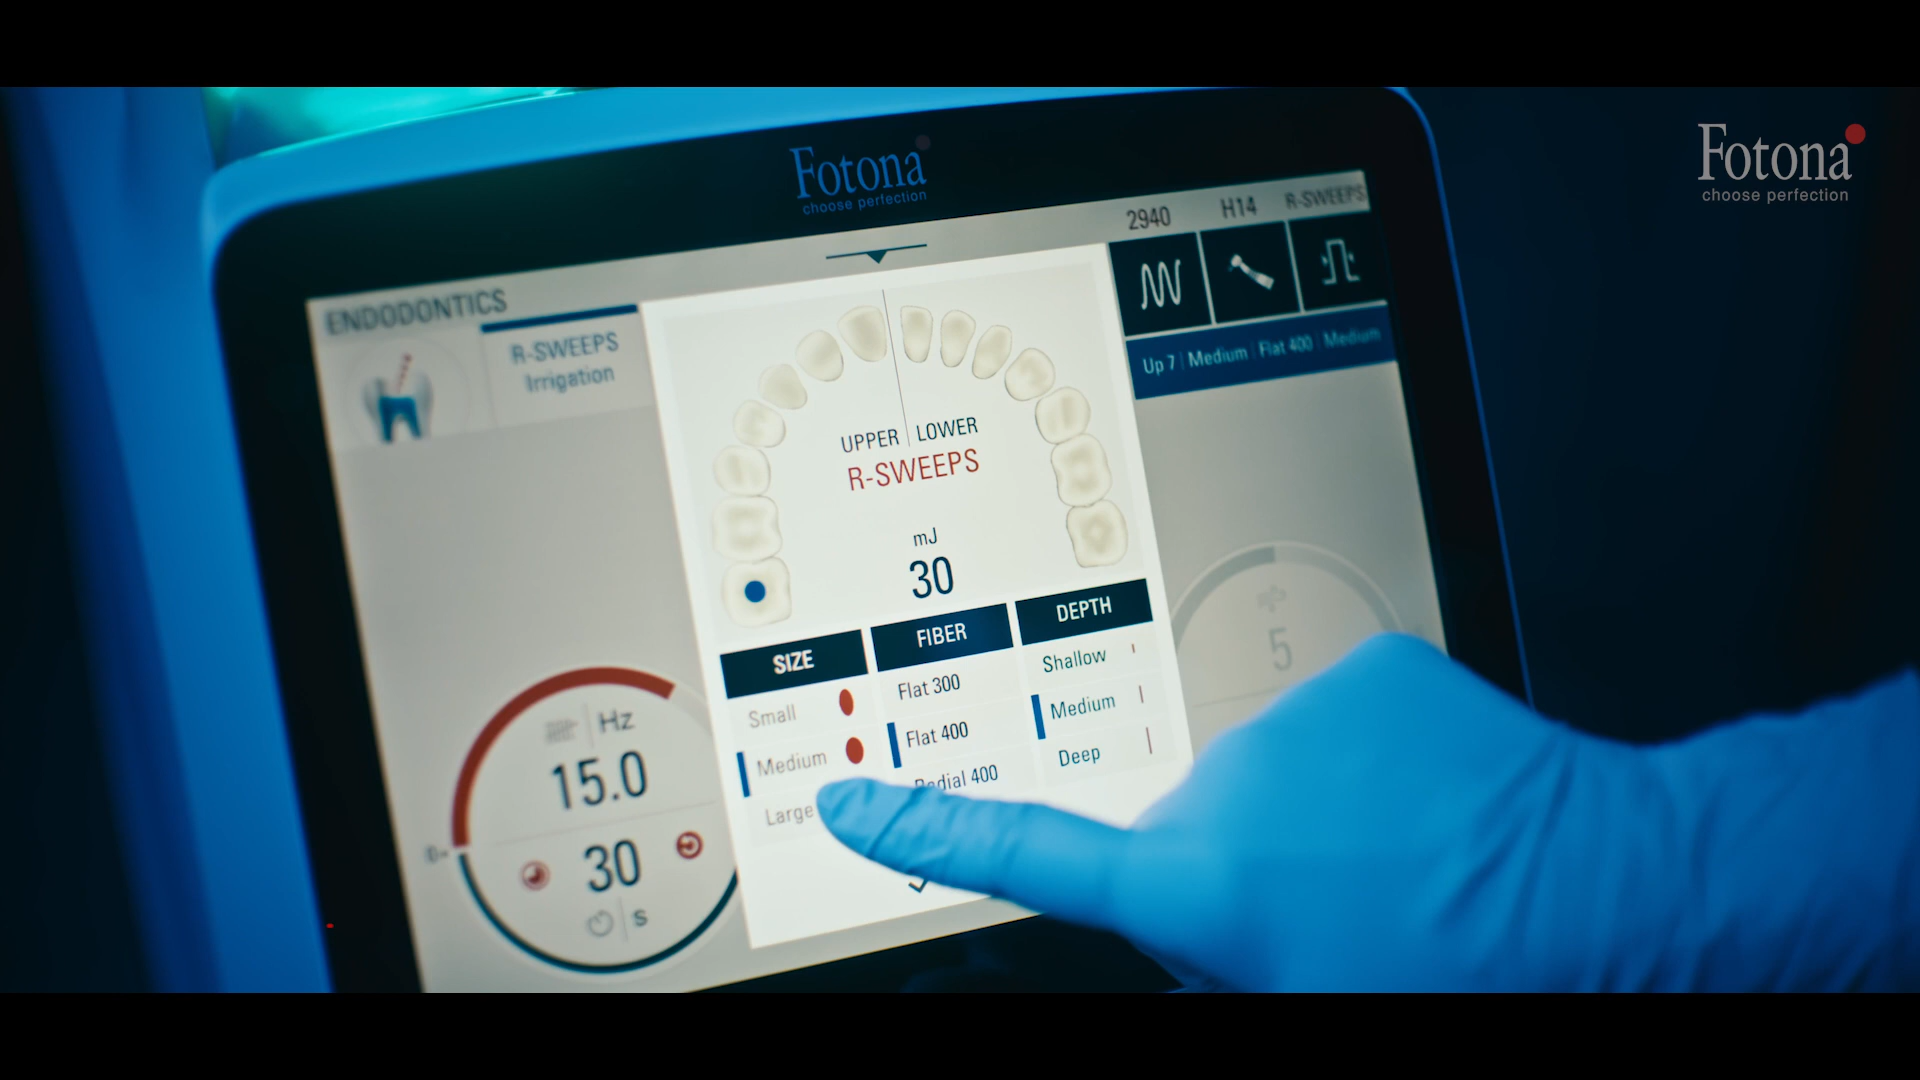 Fotona
choose perfection
Fotona
choose perfection
2940 H14 R-SWEEPS
ENDODONTICS
R-SWEEPS
Irrigation
Up 7 | Medium | Flat 400 | Medium
UPPER | LOWER
R-SWEEPS
mJ
30
SIZE FIBER DEPTH
Small Flat 300 Shallow
Medium Flat 400 Medium
Large Radial 400 Deep
Hz
15.0
30
s
5